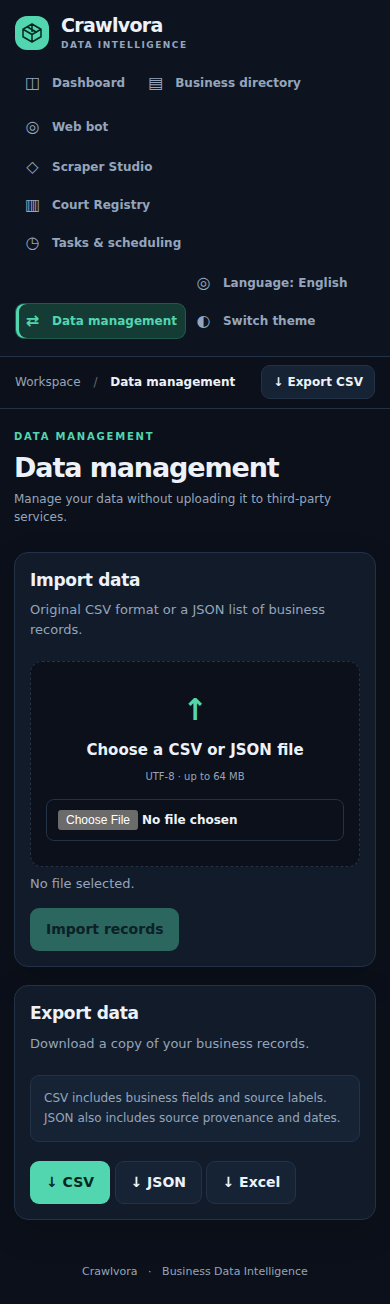 Crawlvora
DATA INTELLIGENCE
Dashboard
Business directory
Web bot
Scraper Studio
Court Registry
Tasks & scheduling
Language: English
Data management
Switch theme
Workspace / Data management
↓ Export CSV
DATA MANAGEMENT
Data management
Manage your data without uploading it to third-party
services.
Import data
Original CSV format or a JSON list of business
records.
↑
Choose a CSV or JSON file
UTF-8 · up to 64 MB
Choose File No file chosen
No file selected.
Import records
Export data
Download a copy of your business records.
CSV includes business fields and source labels.
JSON also includes source provenance and dates.
↓ CSV
↓ JSON
↓ Excel
Crawlvora · Business Data Intelligence